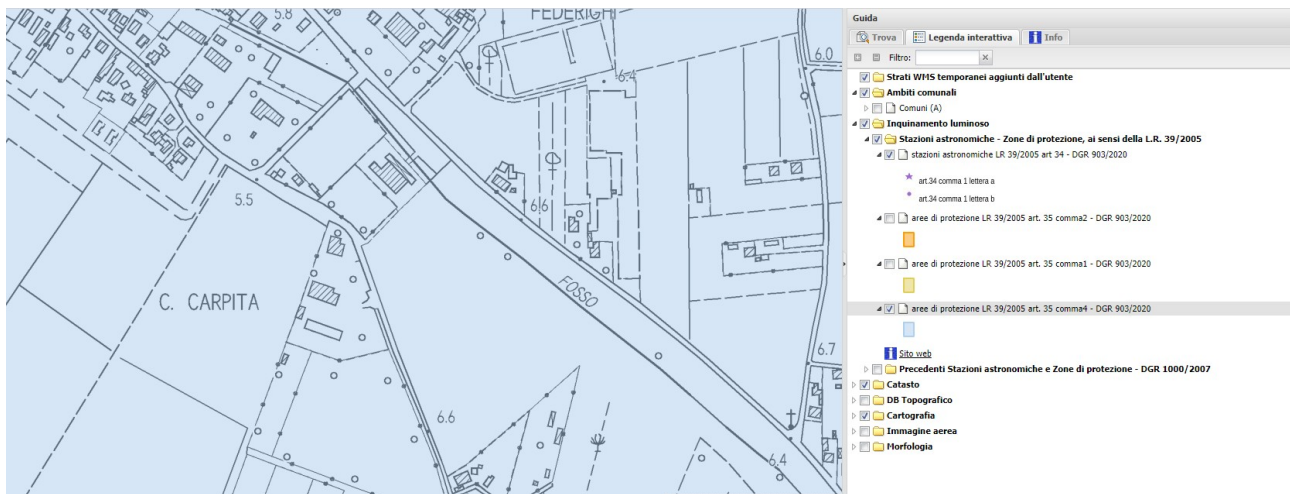 5.8
FEDERIGHI
6.0
6.4
5.5
6.6
C. CARPITA
FOSSO
6.7
6.6
6.4
Guida
Trova
Legenda interattiva
Info
Filtro:
Strati WMS temporanei aggiunti dall'utente
Ambiti comunali
Comuni (A)
Inquinamento luminoso
Stazioni astronomiche - Zone di protezione, ai sensi della L.R. 39/2005
stazioni astronomiche LR 39/2005 art 34 - DGR 903/2020
art.34 comma 1 lettera a
art.34 comma 1 lettera b
aree di protezione LR 39/2005 art. 35 comma2 - DGR 903/2020
aree di protezione LR 39/2005 art. 35 comma1 - DGR 903/2020
aree di protezione LR 39/2005 art. 35 comma4 - DGR 903/2020
Sito web
Precedenti Stazioni astronomiche e Zone di protezione - DGR 1000/2007
Catasto
DB Topografico
Cartografia
Immagine aerea
Morfologia